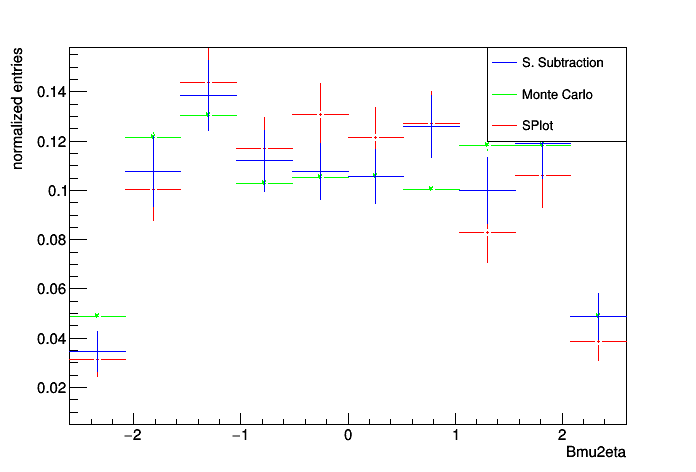 normalized entries
S. Subtraction
Monte Carlo
SPlot
0.14
0.12
0.1
0.08
0.06
0.04
0.02
−2 −1 0 1 2
Bmu2eta